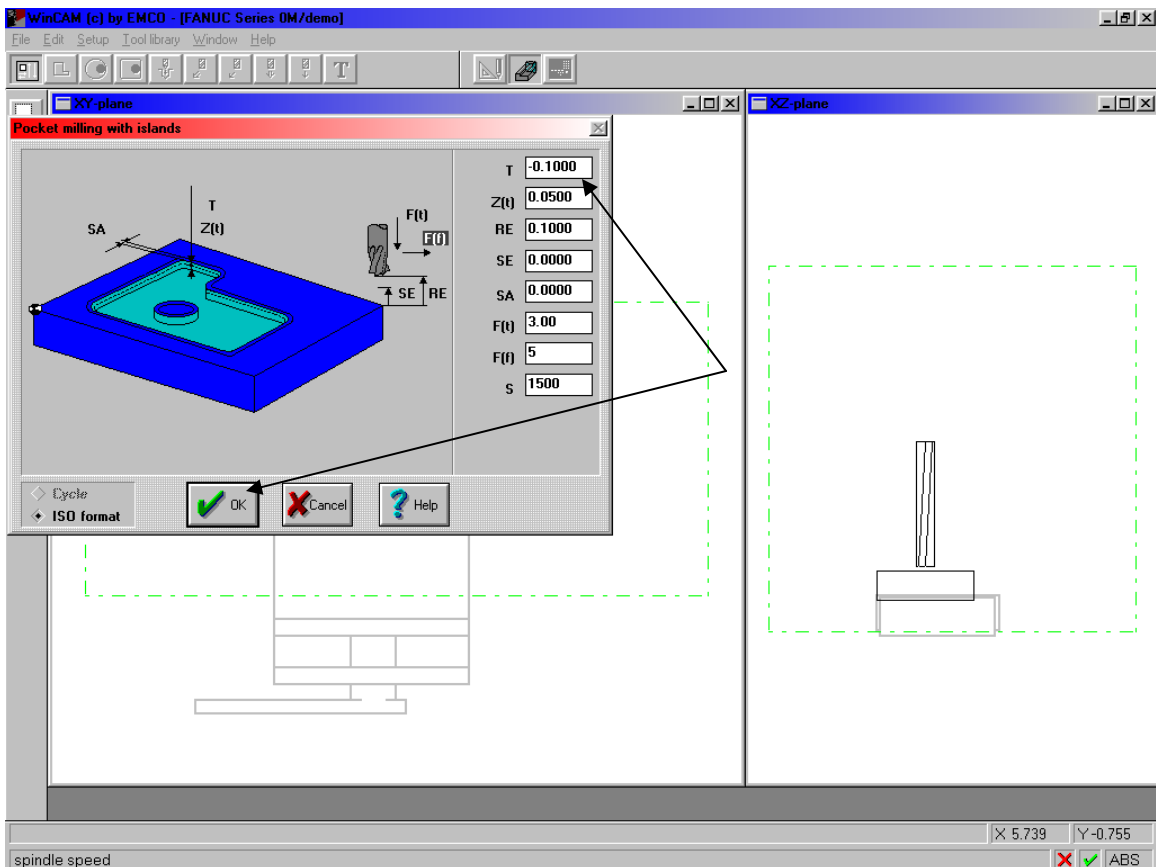 WinCAM (c) by EMCO - [FANUC Series 0M/demo]
File Edit Setup Tool library Window Help
T
XY-plane
XZ-plane
Pocket milling with islands
T
Z(t)
SA
F(t)
F(f)
SE RE
T -0.1000
Z(t) 0.0500
RE 0.1000
SE 0.0000
SA 0.0000
F(t) 3.00
F(f) 5
S 1500
Cycle
ISO format
OK
Cancel
? Help
X 5.739 Y-0.755
spindle speed
ABS